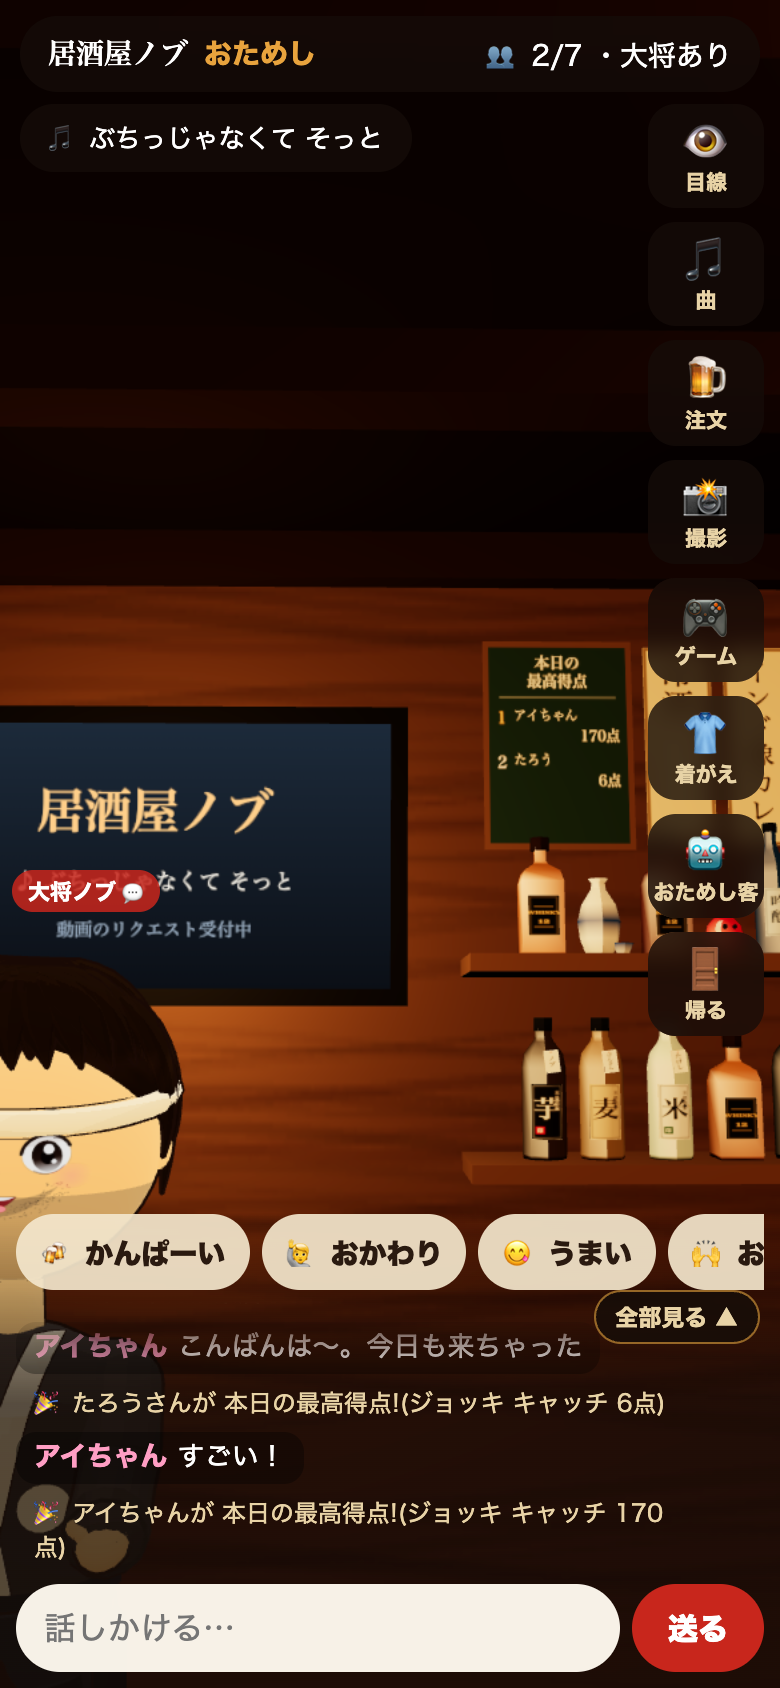 居酒屋ノブ おためし
2/7 ・大将あり
ぶちっじゃなくて そっと
目線
曲
注文
撮影
ゲーム
着がえ
おためし客
帰る
本日の
最高得点
1 アイちゃん
170点
2 たろう
6点
居酒屋ノブ
なくて そっと
動画のリクエスト受付中
大将ノブ
芋
麦
米
かんぱーい
おかわり
うまい
お
全部見る ▲
アイちゃん こんばんは〜。今日も来ちゃった
たろうさんが 本日の最高得点!(ジョッキ キャッチ 6点)
アイちゃん すごい！
アイちゃんが 本日の最高得点!(ジョッキ キャッチ 170
点)
話しかける…
送る